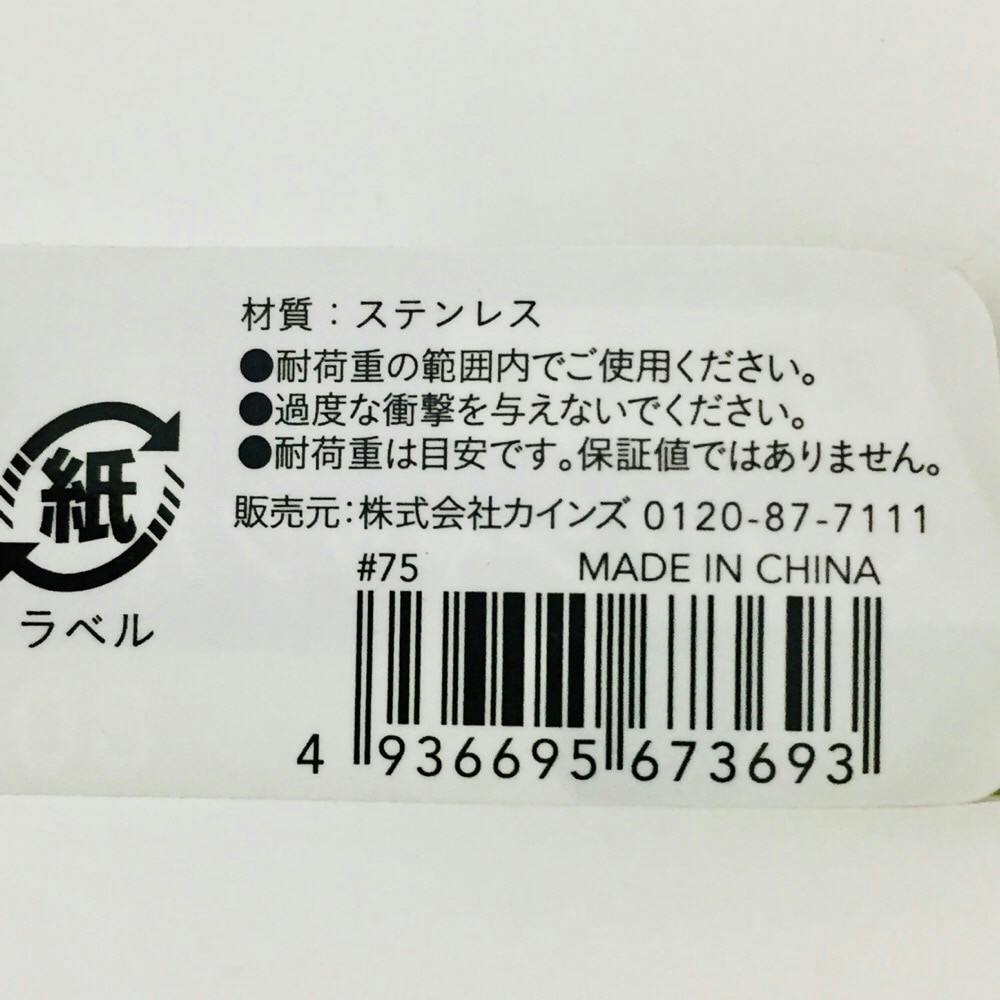 材質：ステンレス
●耐荷重の範囲内でご使用ください。
●過度な衝撃を与えないでください。
●耐荷重は目安です。保証値ではありません。
販売元：株式会社カインズ 0120-87-7111
紙
ラベル
#75 MADE IN CHINA
4 936695 673693